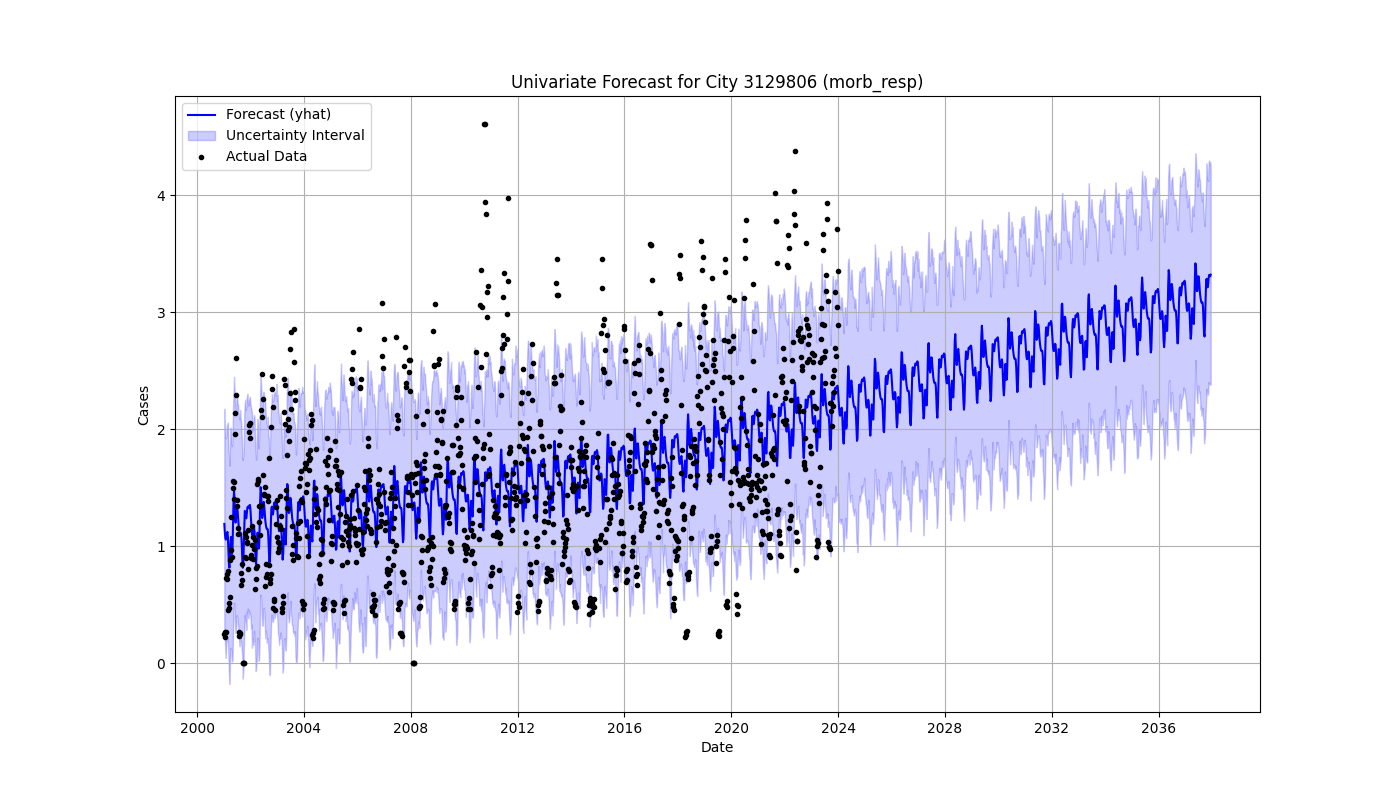 Univariate Forecast for City 3129806 (morb_resp)
Forecast (yhat)
Uncertainty Interval
Actual Data
Cases
4
3
2
1
0
2000 2004 2008 2012 2016 2020 2024 2028 2032 2036
Date